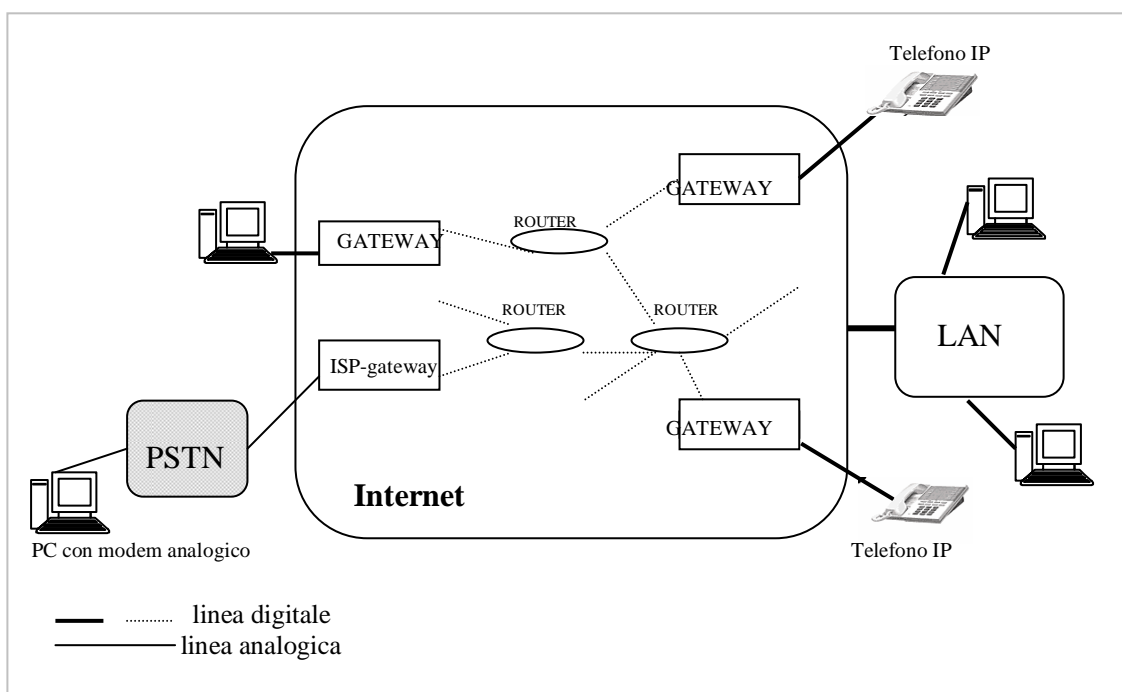 Telefono IP
GATEWAY
ROUTER
GATEWAY
ROUTER
ROUTER
LAN
ISP-gateway
GATEWAY
PSTN
Internet
PC con modem analogico
Telefono IP
linea digitale
linea analogica